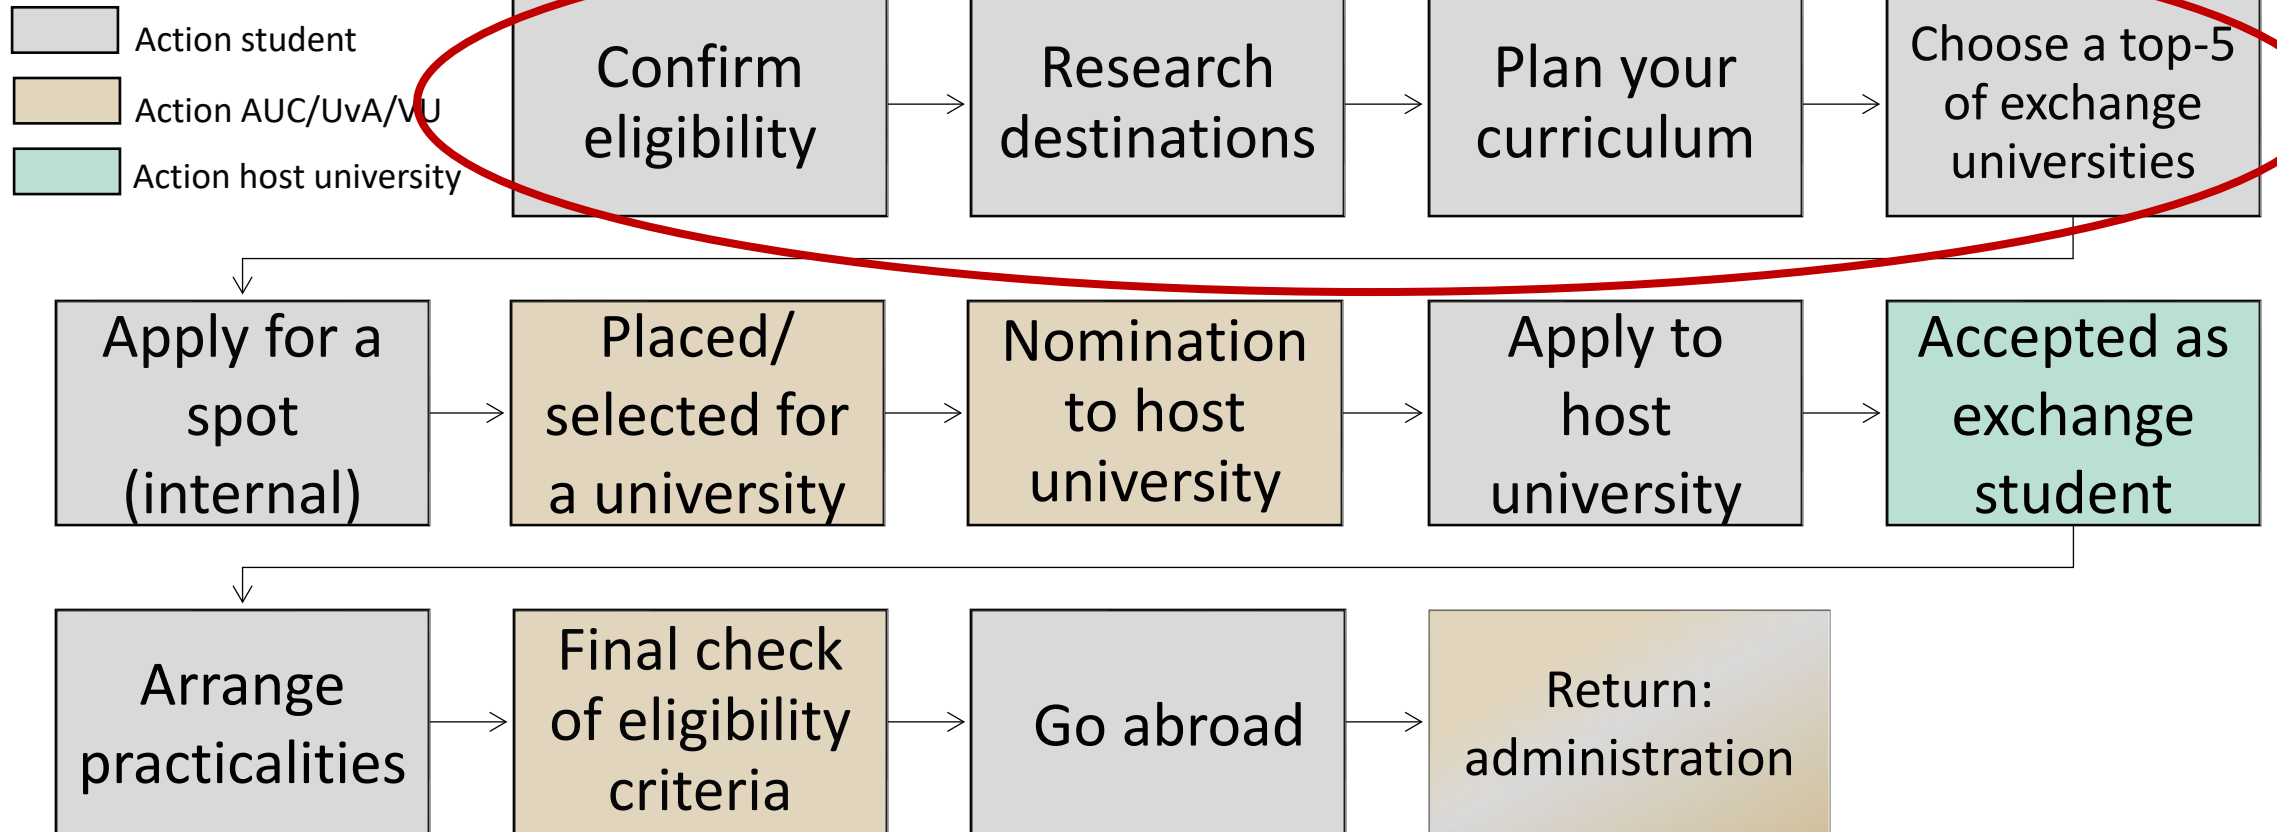 Action student
Action AUC/UvA/VU
Action host university
Confirm
eligibility
Research
destinations
Plan your
curriculum
Choose a top-5
of exchange
universities
Apply for a
spot
(internal)
Placed/
selected for
a university
Nomination
to host
university
Apply to
host
university
Accepted as
exchange
student
Arrange
practicalities
Final check
of eligibility
criteria
Go abroad
Return:
administration